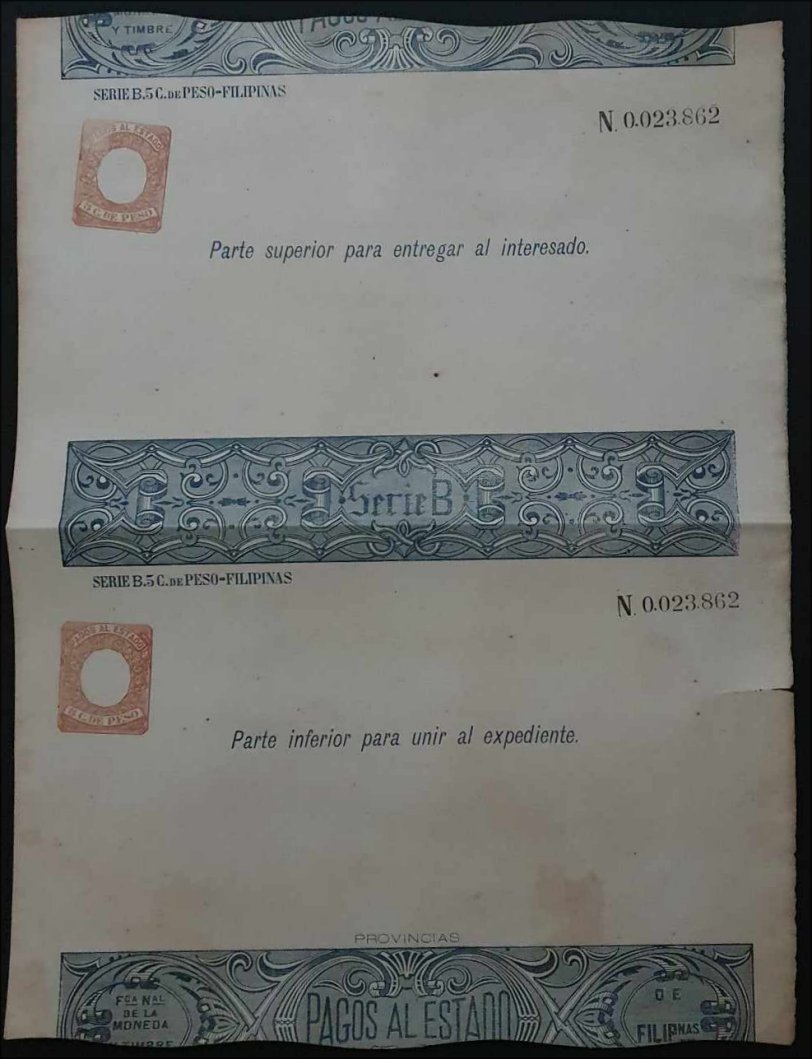 Y TIMBRE
PAGOS A
SERIE B.5 C. DE PESO-FILIPINAS
N. 0.023.862
PAGOS AL ESTADO
5 C. DE PESO
Parte superior para entregar al interesado.
Serie B
SERIE B.5 C. DE PESO-FILIPINAS
N. 0.023.862
PAGOS AL ESTADO
5 C. DE PESO
Parte inferior para unir al expediente.
PROVINCIAS
FCA NAL
DE LA
MONEDA
TIMBRE
PAGOS AL ESTADO
DE
FILIPINAS